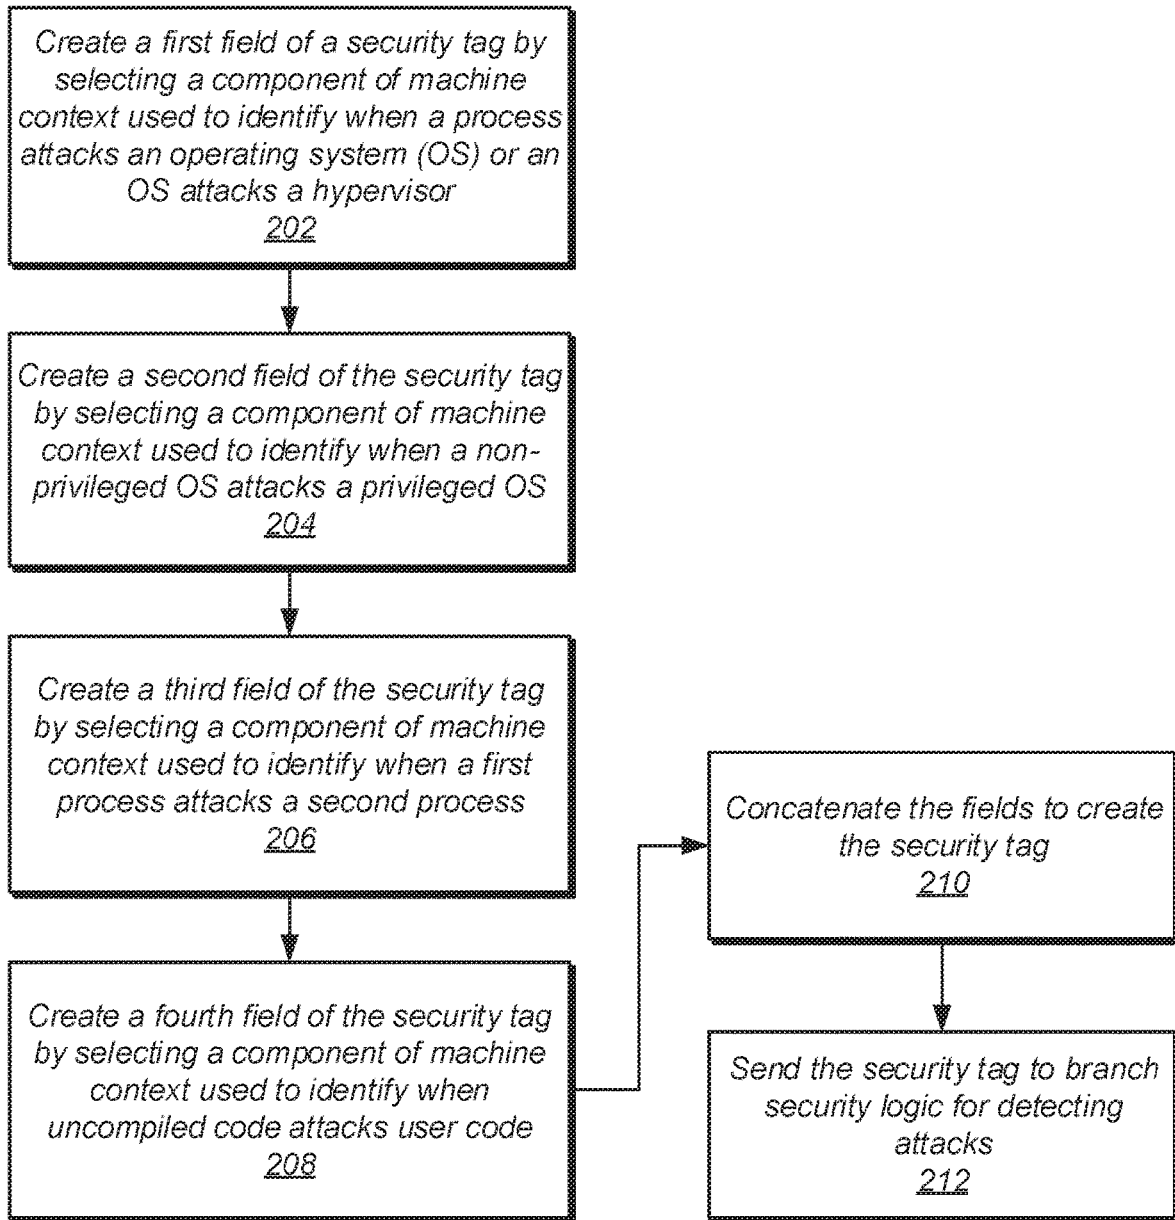 Create a first field of a security tag by
selecting a component of machine
context used to identify when a process
attacks an operating system (OS) or an
OS attacks a hypervisor
202
Create a second field of the security tag
by selecting a component of machine
context used to identify when a non-
privileged OS attacks a privileged OS
204
Create a third field of the security tag
by selecting a component of machine
context used to identify when a first
process attacks a second process
206
Create a fourth field of the security tag
by selecting a component of machine
context used to identify when
uncompiled code attacks user code
208
Concatenate the fields to create
the security tag
210
Send the security tag to branch
security logic for detecting
attacks
212